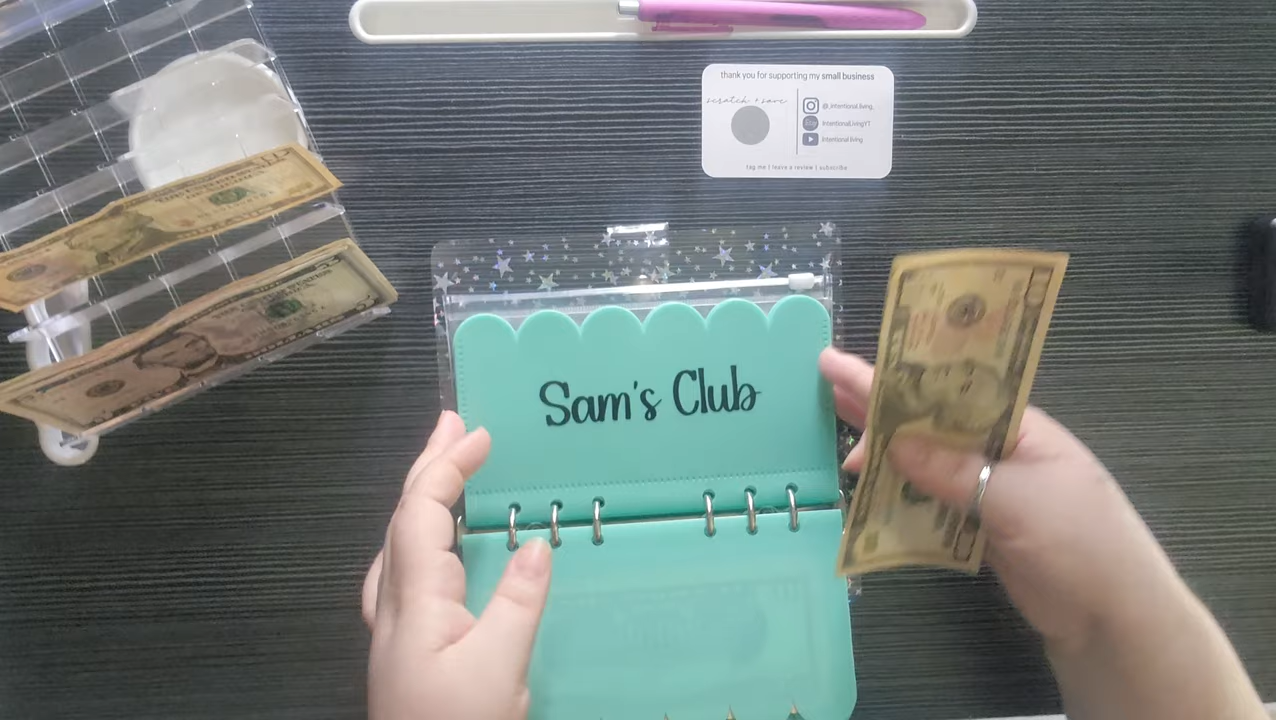 thank you for supporting my small business
scratch + save
@_intentional.living_
IntentionalLivingYT
intentional living
tag me | leave a review | subscribe
Sam's Club